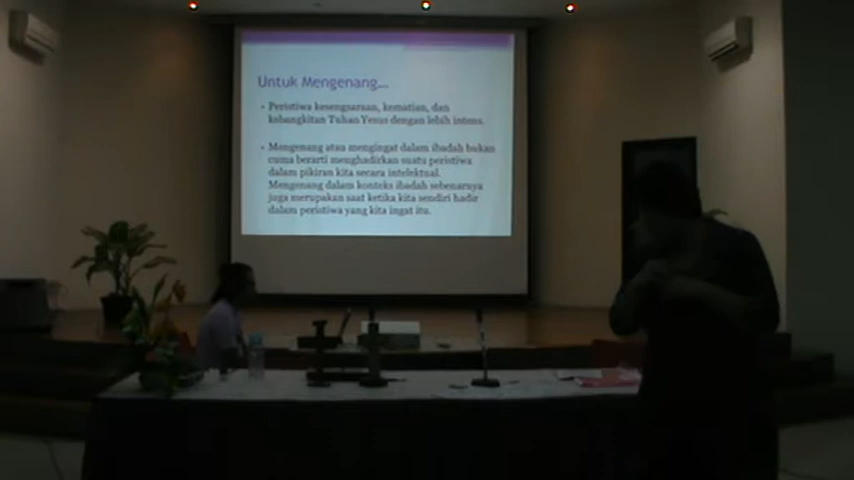 Untuk Mengenang...
• Peristiwa kesengsaraan, kematian, dan
kebangkitan Tuhan Yesus dengan lebih intens.
• Mengenang atau mengingat dalam ibadah bukan
cuma berarti menghadirkan suatu peristiwa
dalam pikiran kita secara intelektual.
Mengenang dalam konteks ibadah sebenarnya
juga merupakan saat ketika kita sendiri hadir
dalam peristiwa yang kita ingat itu.